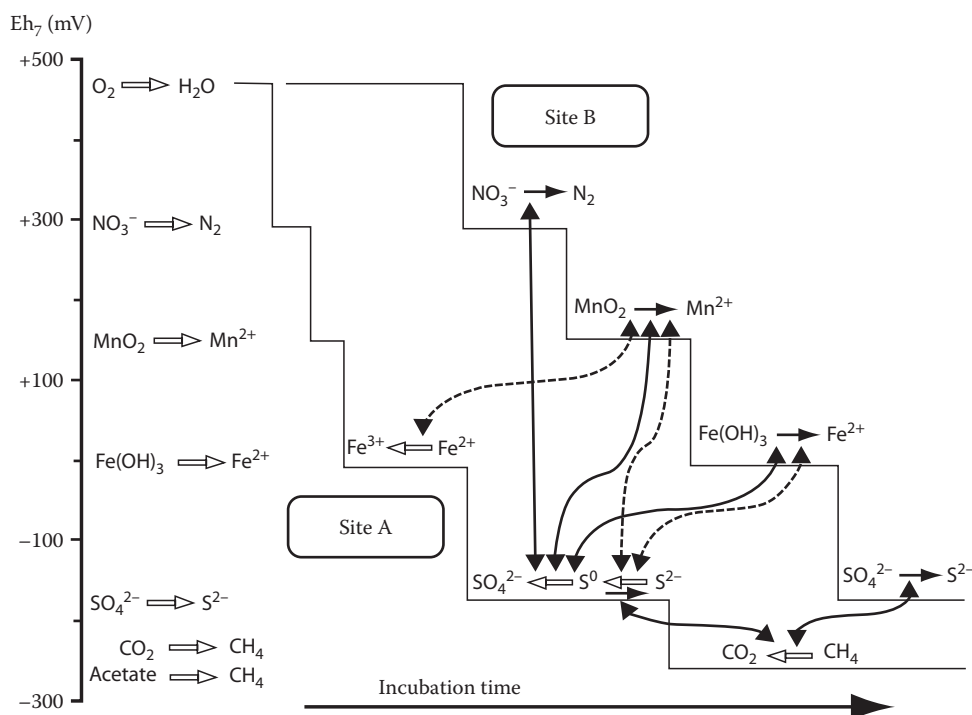 Eh₇ (mV)
+500
O₂ ⇒ H₂O
Site B
NO₃⁻ → N₂
+300
NO₃⁻ ⇒ N₂
MnO₂ → Mn²⁺
MnO₂ ⇒ Mn²⁺
+100
Fe(OH)₃ → Fe²⁺
Fe³⁺ ⇐ Fe²⁺
Fe(OH)₃ ⇒ Fe²⁺
Site A
−100
SO₄²⁻ ⇐ S⁰ ⇐ S²⁻
SO₄²⁻ → S²⁻
SO₄²⁻ ⇒ S²⁻
CO₂ ⇒ CH₄
CO₂ ⇐ CH₄
Acetate ⇒ CH₄
Incubation time
−300